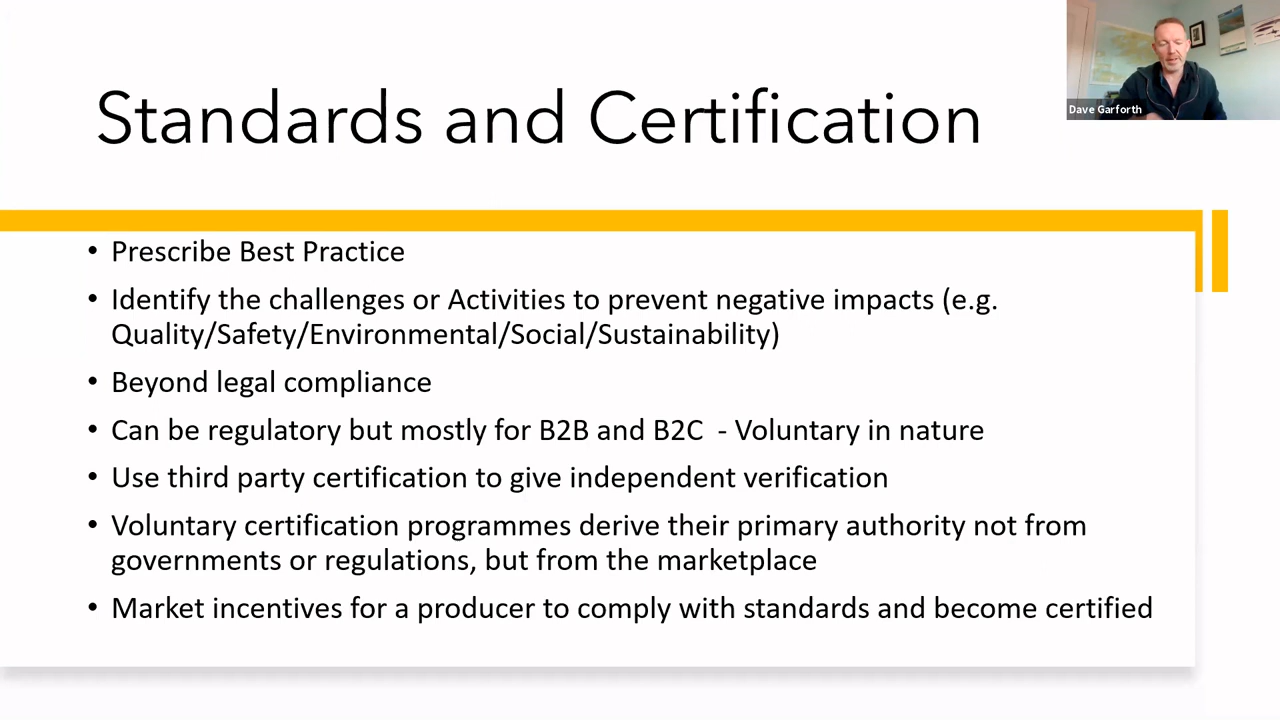 Standards and Certification
Dave Garforth
• Prescribe Best Practice
• Identify the challenges or Activities to prevent negative impacts (e.g.
Quality/Safety/Environmental/Social/Sustainability)
• Beyond legal compliance
• Can be regulatory but mostly for B2B and B2C  - Voluntary in nature
• Use third party certification to give independent verification
• Voluntary certification programmes derive their primary authority not from
governments or regulations, but from the marketplace
• Market incentives for a producer to comply with standards and become certified